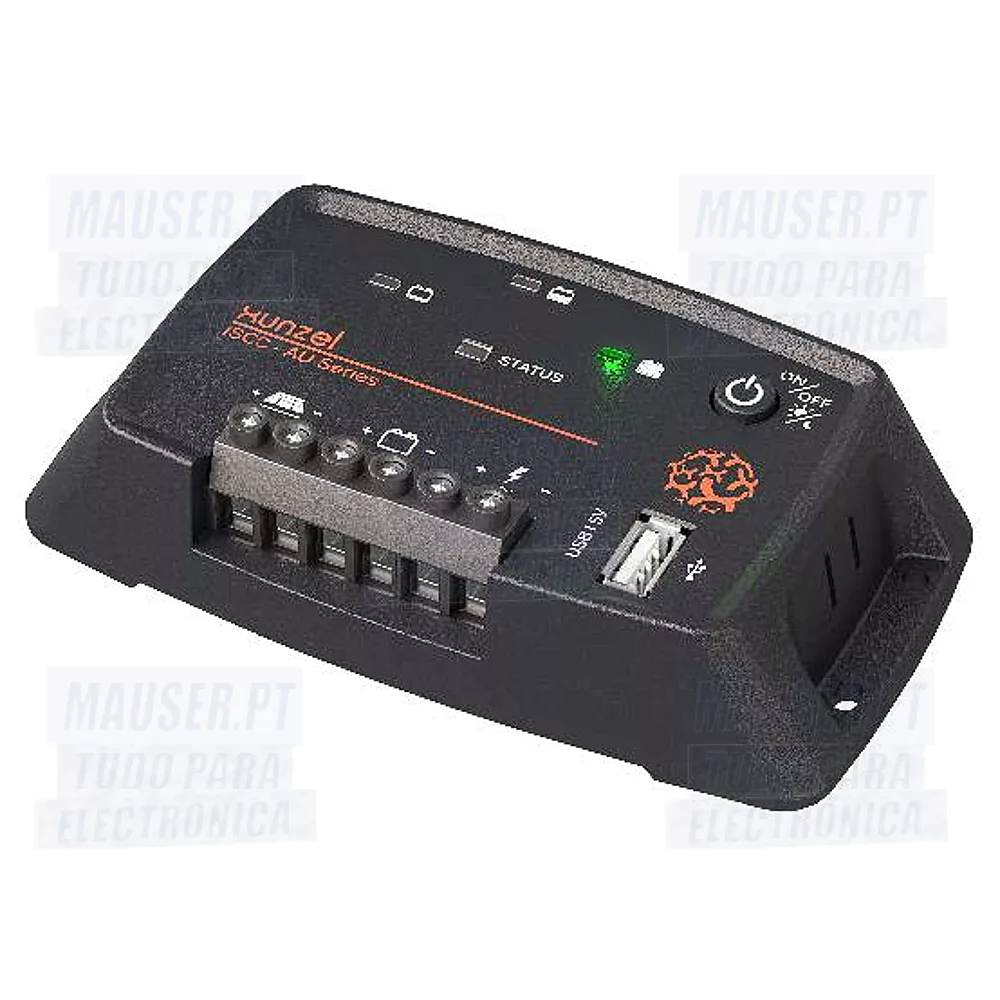 MAUSER.PT
TUDO PARA
ELECTRÓNICA
MAUSER.PT
TUDO PARA
ELECTRÓNICA
xunzel
iSCC - AU Series
STATUS
ON/OFF
+ -
+ -
+ -
USB | 5V
MAUSER.PT
TUDO PARA
ELECTRÓNICA
MAUSER.PT
TUDO PARA
ELECTRÓNICA